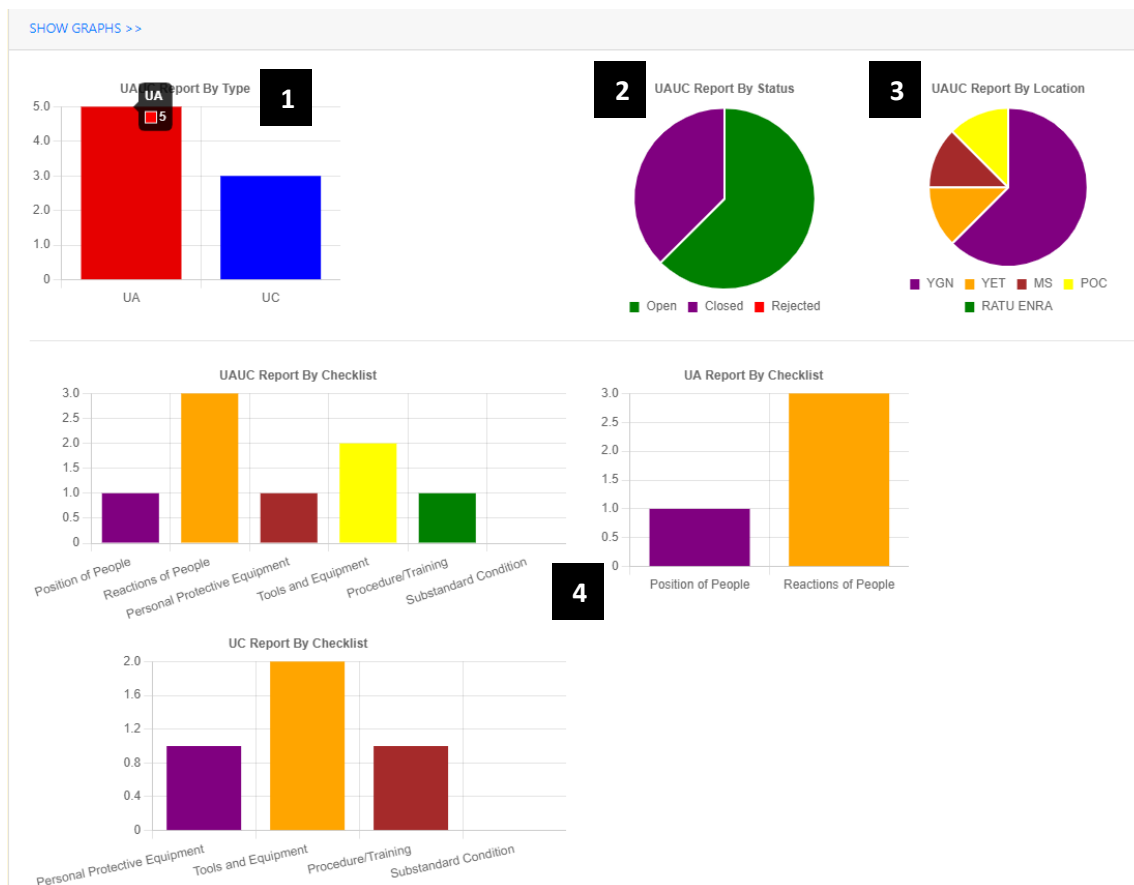 SHOW GRAPHS >>
UAUC Report By Type
1
UA
5
5.0
4.0
3.0
2.0
1.0
0
UA UC
2
UAUC Report By Status
Open Closed Rejected
3
UAUC Report By Location
YGN YET MS POC
RATU ENRA
UAUC Report By Checklist
3.0
2.5
2.0
1.5
1.0
0.5
0
Position of People
Reactions of People
Personal Protective Equipment
Tools and Equipment
Procedure/Training
Substandard Condition
UA Report By Checklist
3.0
2.5
2.0
1.5
1.0
0.5
0
Position of People Reactions of People
4
UC Report By Checklist
2.0
1.6
1.2
0.8
0.4
0
Personal Protective Equipment
Tools and Equipment
Procedure/Training
Substandard Condition